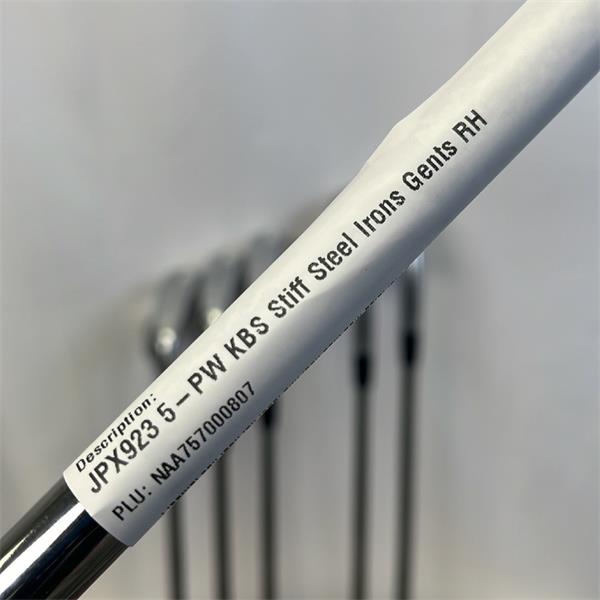 Description:
JPX923 5-PW KBS Stiff Steel Irons Gents RH
PLU: NAA757000807